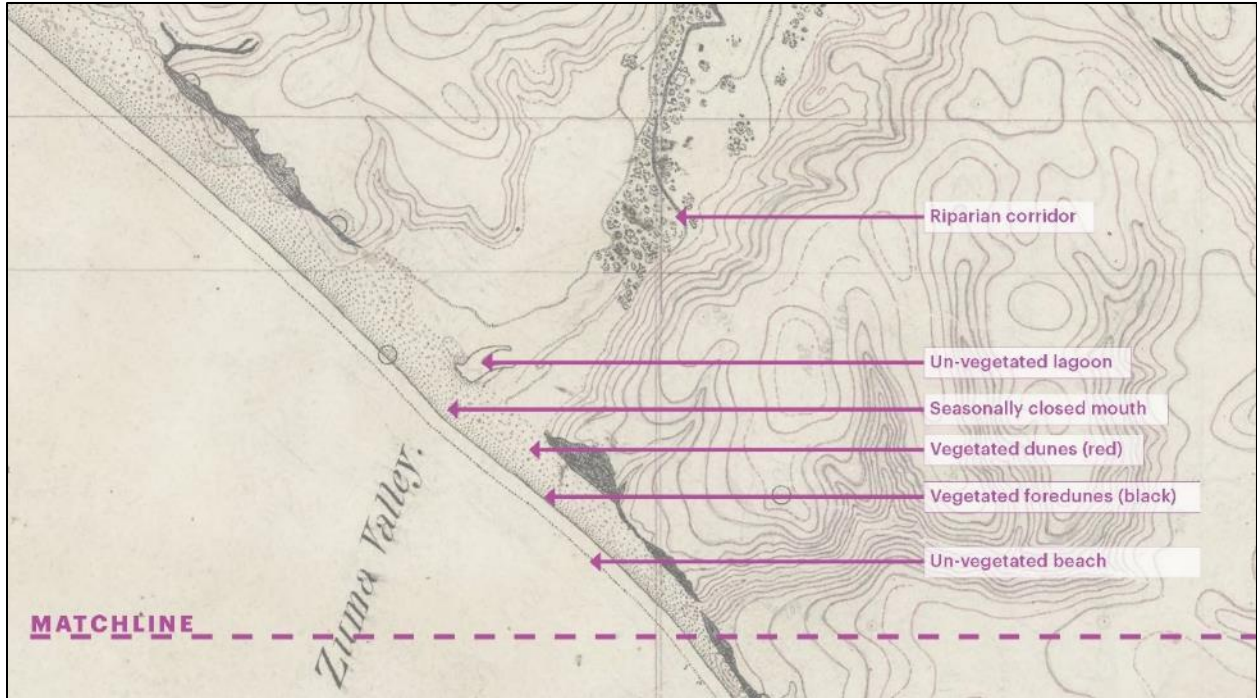 Riparian corridor
Un-vegetated lagoon
Seasonally closed mouth
Vegetated dunes (red)
Vegetated foredunes (black)
Un-vegetated beach
Zuma Valley.
MATCHLINE